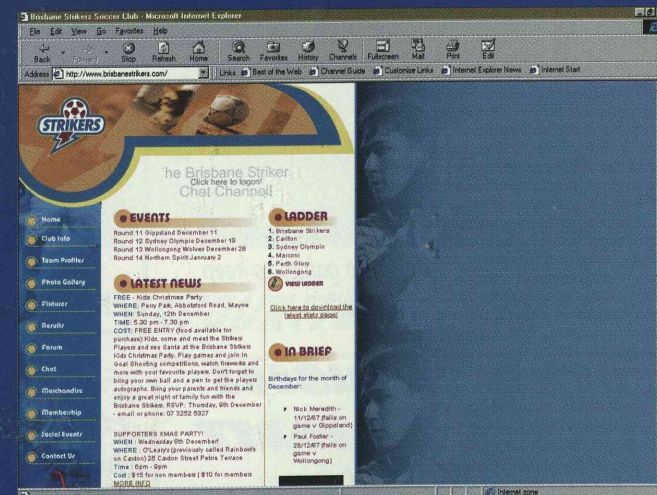 Brisbane Strikers Soccer Club - Microsoft Internet Explorer
File Edit View Go Favorites Help
Back Forward Stop Refresh Home Search Favorites History Channels Fullscreen Mail Print Edit
Address http://www.brisbanestrikers.com/ Links Best of the Web Channel Guide Customise Links Internet Explorer News Internet Start
STRIKERS
he Brisbane Striker
Click here to logon!
Chat Channel!
Home
Club Info
Team Profiles
Photo Gallery
Fixtures
Results
Forum
Chat
Merchandise
Membership
Social Events
Contact Us
EVENTS
Round 11 Gippsland December 11
Round 12 Sydney Olympic December 19
Round 13 Wollongong Wolves December 28
Round 14 Northern Spirit January 2
LATEST NEWS
FREE - Kids Christmas Party
WHERE: Perry Park, Abbotsford Road, Mayne
WHEN: Sunday, 12th December
TIME: 5.30 pm - 7.30 pm
COST: FREE ENTRY (food available for
purchase) Kids, come and meet the Strikers
Players and see Santa at the Brisbane Strikers
Kids Christmas Party. Play games and join in
Goal Shooting competitions, watch fireworks and
more with your favourite players. Don't forget to
bring your own ball and a pen to get the players
autographs. Bring your parents and friends and
enjoy a great night of family fun with the
Brisbane Strikers. RSVP: Thursday, 9th December
- email or phone: 07 3252 5327
SUPPORTERS XMAS PARTY!
WHEN : Wednesday 8th December!
WHERE : O'Leary's (previously called Rainbow's
on Caxton) 26 Caxton Street Petrie Terrace
Time : 6pm - 9pm
Cost : $15 for non members | $10 for members
MORE INFO
LADDER
1. Brisbane Strikers
2. Carlton
3. Sydney Olympic
4. Marconi
5. Perth Glory
6. Wollongong
VIEW LADDER
Click here to download the
latest stats page!
IN BRIEF
Birthdays for the month of
December:
Nick Meredith -
11/12/67 (falls on
game v Gippsland)
Paul Foster -
26/12/67 (falls on
game v
Wollongong)
Internet zone